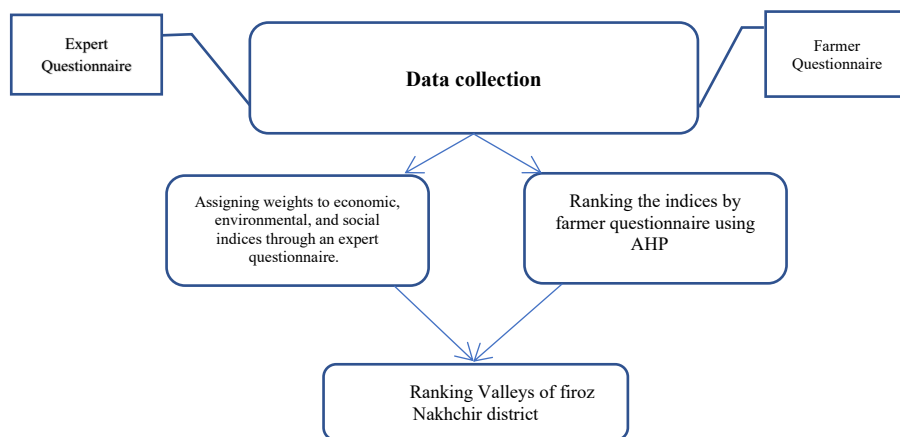 Expert
Questionnaire
Data collection
Farmer
Questionnaire
Assigning weights to economic,
environmental, and social
indices through an expert
questionnaire.
Ranking the indices by
farmer questionnaire using
AHP
Ranking Valleys of firoz
Nakhchir district